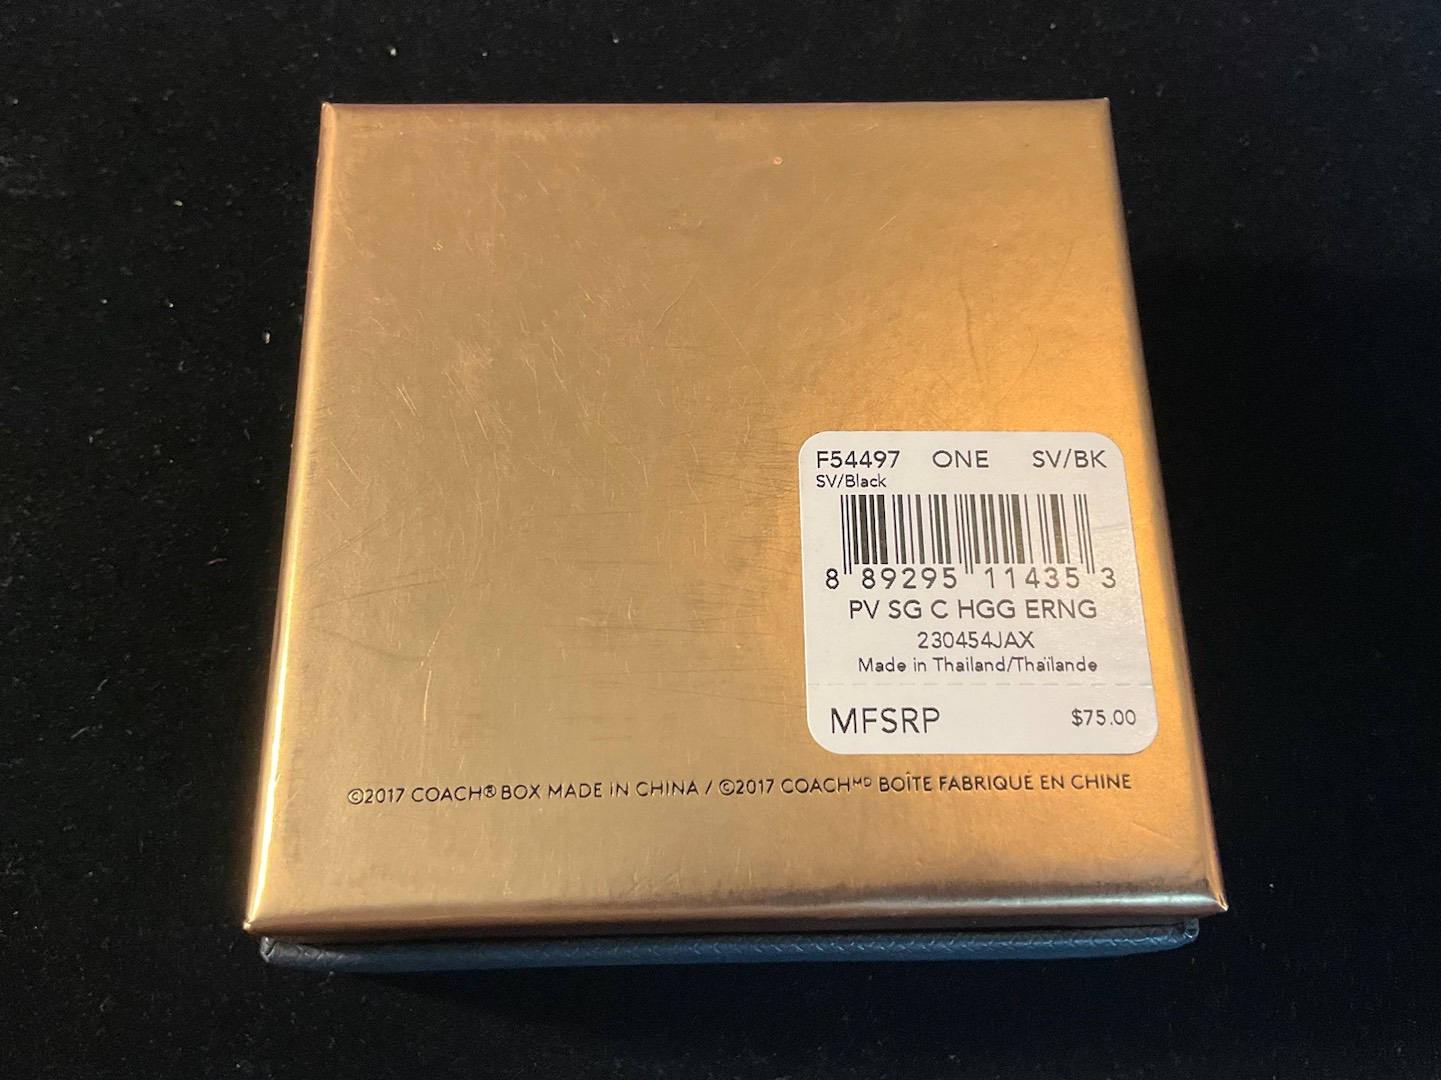 F54497 ONE SV/BK
SV/Black
8 89295 11435 3
PV SG C HGG ERNG
230454JAX
Made in Thailand/Thaïlande
MFSRP $75.00
©2017 COACH® BOX MADE IN CHINA / ©2017 COACHᴹᴰ BOÎTE FABRIQUÉ EN CHINE